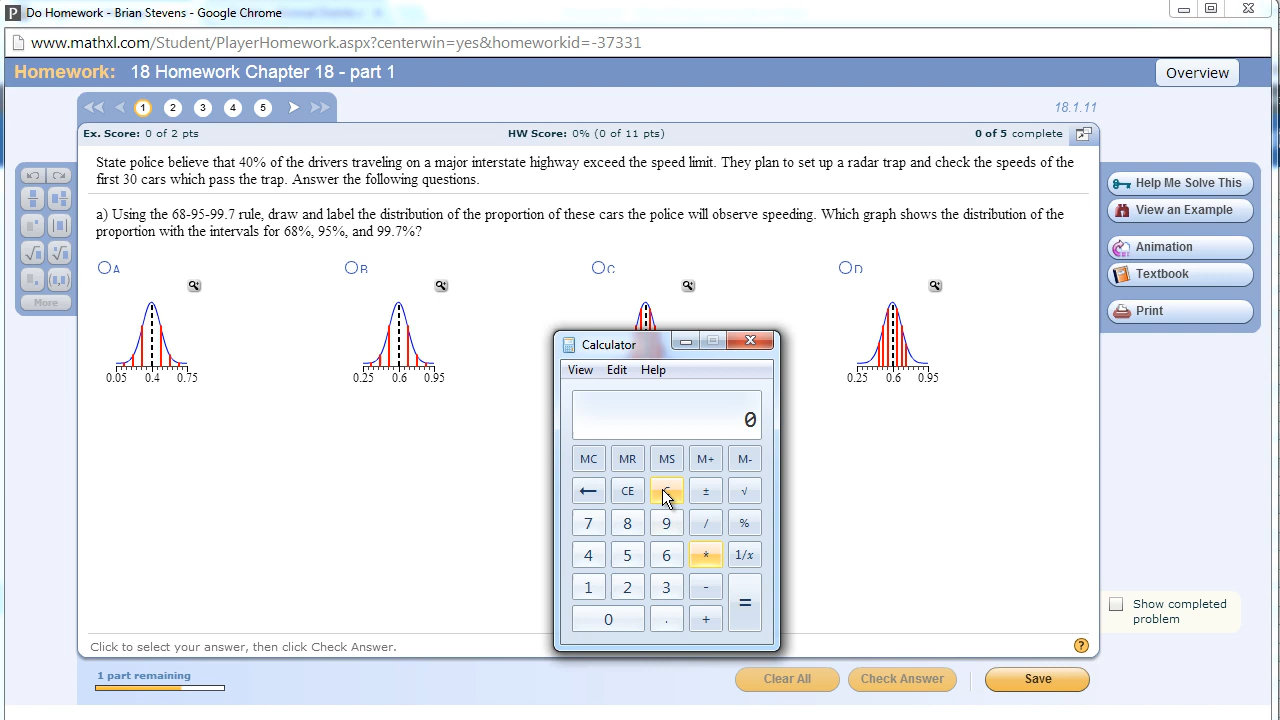 P Do Homework - Brian Stevens - Google Chrome
www.mathxl.com/Student/PlayerHomework.aspx?centerwin=yes&homeworkid=-37331
Homework: 18 Homework Chapter 18 - part 1
Overview
1 2 3 4 5
18.1.11
Ex. Score: 0 of 2 pts
HW Score: 0% (0 of 11 pts)
0 of 5 complete
State police believe that 40% of the drivers traveling on a major interstate highway exceed the speed limit. They plan to set up a radar trap and check the speeds of the
first 30 cars which pass the trap. Answer the following questions.
a) Using the 68-95-99.7 rule, draw and label the distribution of the proportion of these cars the police will observe speeding. Which graph shows the distribution of the
proportion with the intervals for 68%, 95%, and 99.7%?
A
B
C
D
0.05 0.4 0.75
0.25 0.6 0.95
0.25 0.6 0.95
More
Help Me Solve This
View an Example
Animation
Textbook
Print
Calculator
View Edit Help
0
MC MR MS M+ M-
← CE C ± √
7 8 9 / %
4 5 6 * 1/x
1 2 3 - =
0 . +
Show completed
problem
Click to select your answer, then click Check Answer.
?
1 part remaining
Clear All
Check Answer
Save